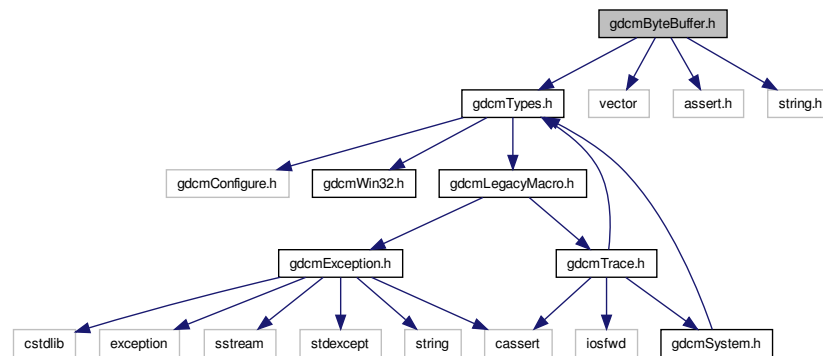 gdcmByteBuffer.h
gdcmTypes.h
vector
assert.h
string.h
gdcmConfigure.h
gdcmWin32.h
gdcmLegacyMacro.h
gdcmException.h
gdcmTrace.h
cstdlib
exception
sstream
stdexcept
string
cassert
iosfwd
gdcmSystem.h